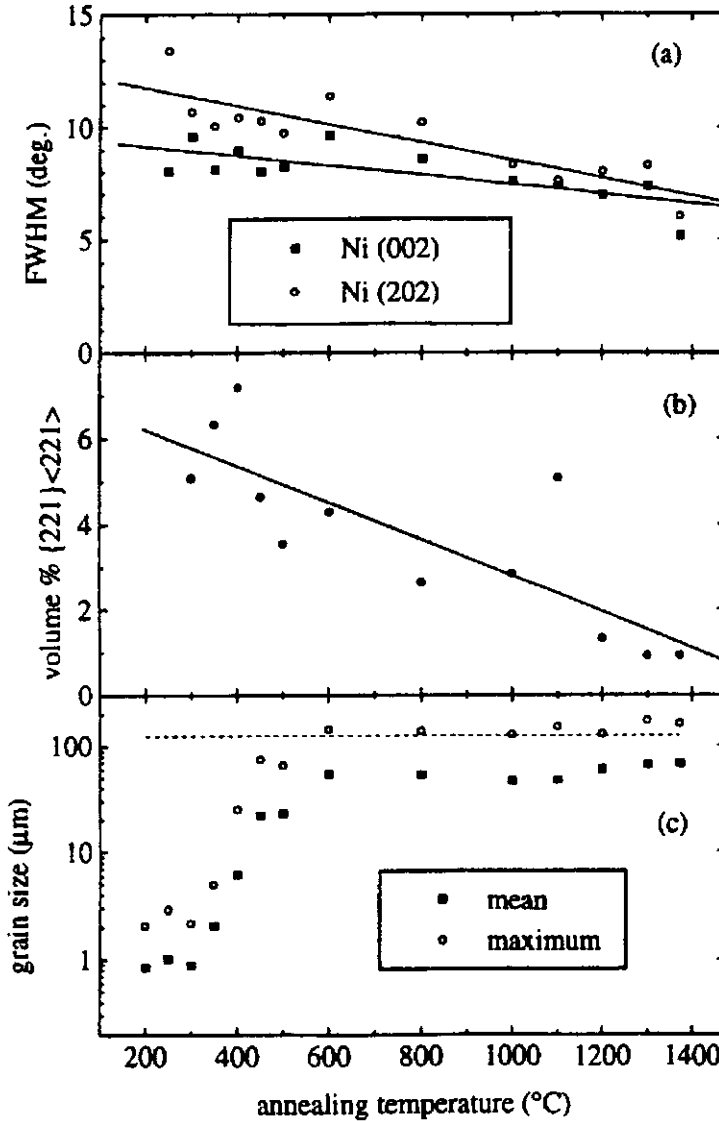 15
(a)
10
FWHM (deg.)
Ni (002)
5
Ni (202)
0
(b)
6
volume % {221}<221>
4
2
0
100
grain size (μm)
(c)
10
mean
maximum
1
200 400 600 800 1000 1200 1400
annealing temperature (°C)